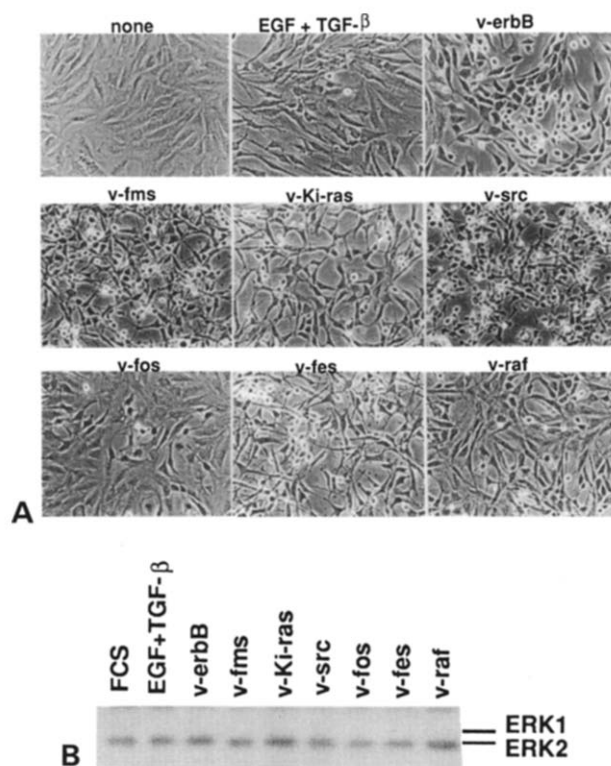 none EGF + TGF-β v-erbB
v-fms v-Ki-ras v-src
v-fos v-fes v-raf
A
FCS
EGF+TGF-β
v-erbB
v-fms
v-Ki-ras
v-src
v-fos
v-fes
v-raf
ERK1
ERK2
B